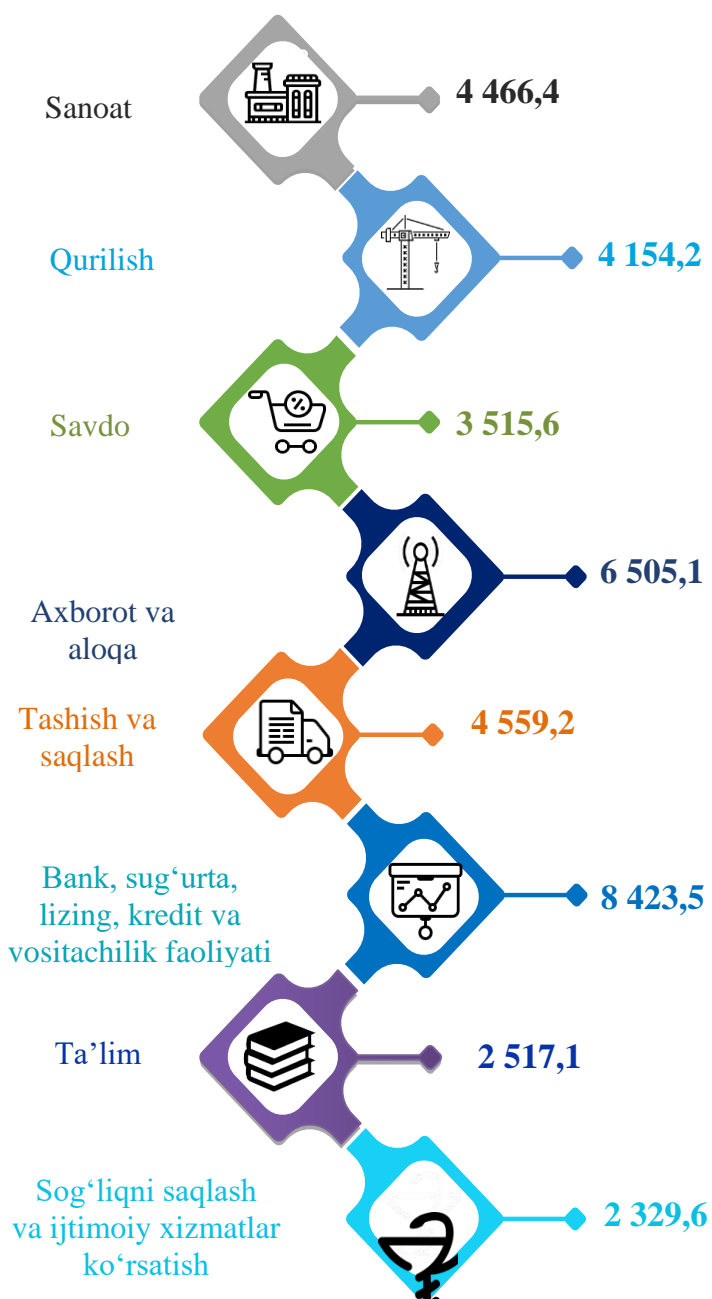 Sanoat
4 466,4
Qurilish
4 154,2
Savdo
3 515,6
%
Axborot va
aloqa
6 505,1
Tashish va
saqlash
4 559,2
Bank, sug‘urta,
lizing, kredit va
vositachilik faoliyati
8 423,5
Ta’lim
2 517,1
Sog‘liqni saqlash
va ijtimoiy xizmatlar
ko‘rsatish
2 329,6